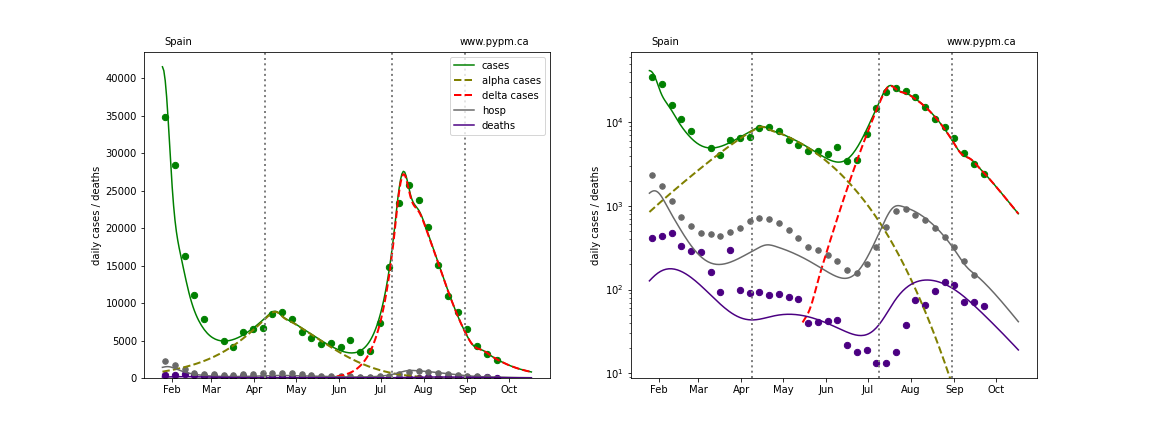 Spain
www.pypm.ca
daily cases / deaths
40000
35000
30000
25000
20000
15000
10000
5000
0
Feb
Mar
Apr
May
Jun
Jul
Aug
Sep
Oct
cases
alpha cases
delta cases
hosp
deaths
Spain
www.pypm.ca
daily cases / deaths
10⁴
10³
10²
10¹
Feb
Mar
Apr
May
Jun
Jul
Aug
Sep
Oct